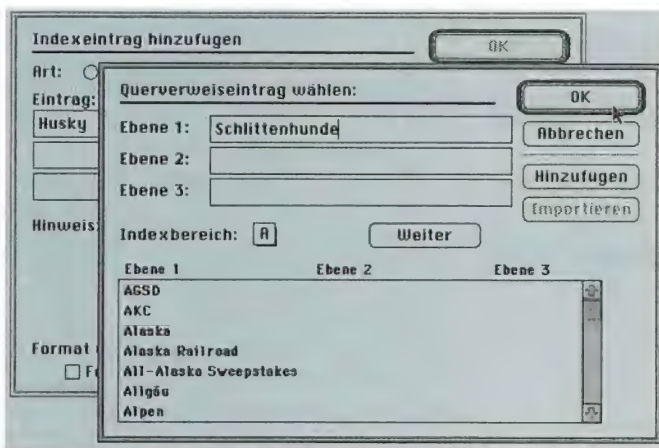 Indexeintrag hinzufugen
OK
Art:
Eintrag:
Husky
Hinweis:
Format
Querverweiseintrag wählen:
OK
Ebene 1: Schlittenhunde
Abbrechen
Ebene 2:
Ebene 3:
Hinzufugen
Importieren
Indexbereich: A
Weiter
Ebene 1 Ebene 2 Ebene 3
AGSD
AKC
Alaska
Alaska Railroad
All-Alaska Sweepstakes
Allgäu
Alpen